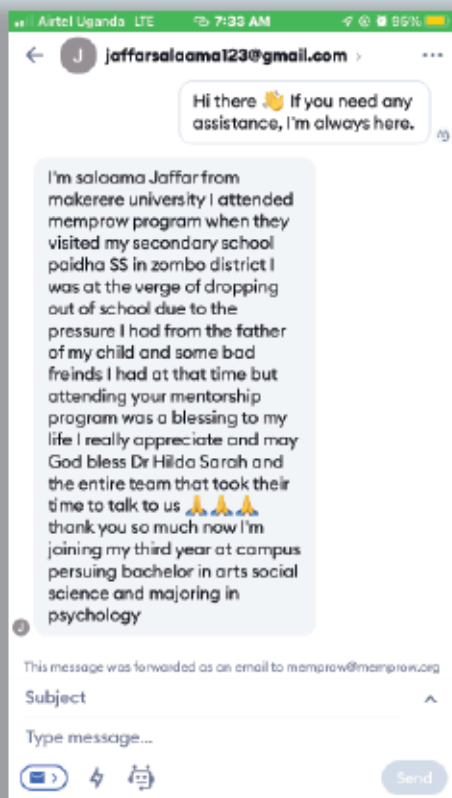 Airtel Uganda LTE 7:33 AM 95%
J jaffarsalaama123@gmail.com
Hi there 👋 If you need any
assistance, I'm always here.
I'm salaama Jaffar from
makerere university I attended
memprow program when they
visited my secondary school
paidha SS in zombo district I
was at the verge of dropping
out of school due to the
pressure I had from the father
of my child and some bad
freinds I had at that time but
attending your mentorship
program was a blessing to my
life I really appreciate and may
God bless Dr Hilda Sarah and
the entire team that took their
time to talk to us 🙏🙏🙏
thank you so much now I'm
joining my third year at campus
persuing bachelor in arts social
science and majoring in
psychology
J
This message was forwarded as an email to memprow@memprow.org
Subject
Type message...
Send